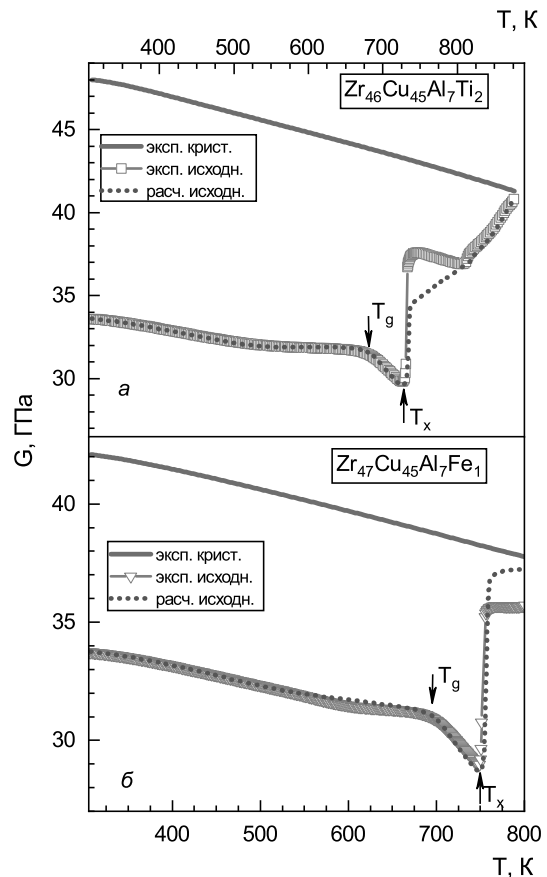 T, К
400 500 600 700 800
Zr46Cu45Al7Ti2
45
40
35
30
эксп. крист.
эксп. исходн.
расч. исходн.
Tg
Tx
а
G, ГПа
Zr47Cu45Al7Fe1
40
35
30
эксп. крист.
эксп. исходн.
расч. исходн.
Tg
Tx
б
400 500 600 700 800
T, К